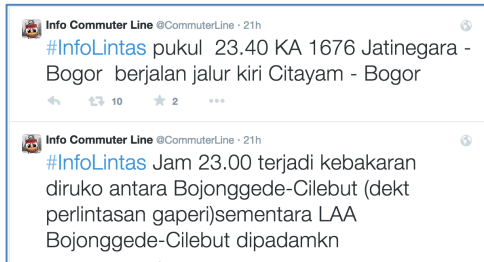 Info Commuter Line @CommuterLine · 21h
#InfoLintas pukul  23.40 KA 1676 Jatinegara -
Bogor  berjalan jalur kiri Citayam - Bogor
10 2
Info Commuter Line @CommuterLine · 21h
#InfoLintas Jam 23.00 terjadi kebakaran
diruko antara Bojonggede-Cilebut (dekt
perlintasan gaperi)sementara LAA
Bojonggede-Cilebut dipadamkn